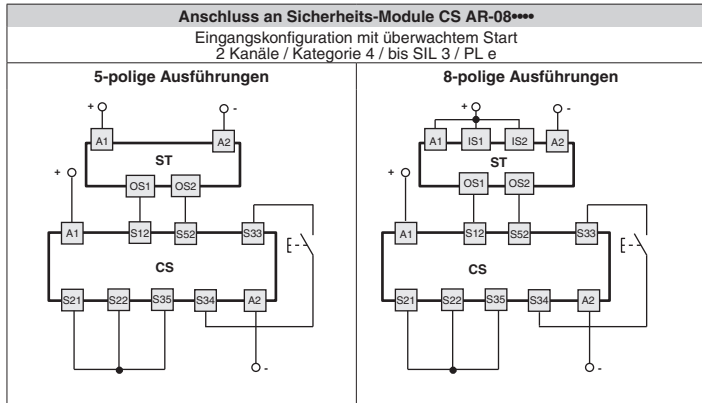 Anschluss an Sicherheits-Module CS AR-08••••
Eingangskonfiguration mit überwachtem Start
2 Kanäle / Kategorie 4 / bis SIL 3 / PL e
5-polige Ausführungen
+ -
A1 A2
ST
+ OS1 OS2
A1 S12 S52 S33
CS
S21 S22 S35 S34 A2
-
8-polige Ausführungen
+ -
A1 IS1 IS2 A2
ST
+ OS1 OS2
A1 S12 S52 S33
CS
S21 S22 S35 S34 A2
-